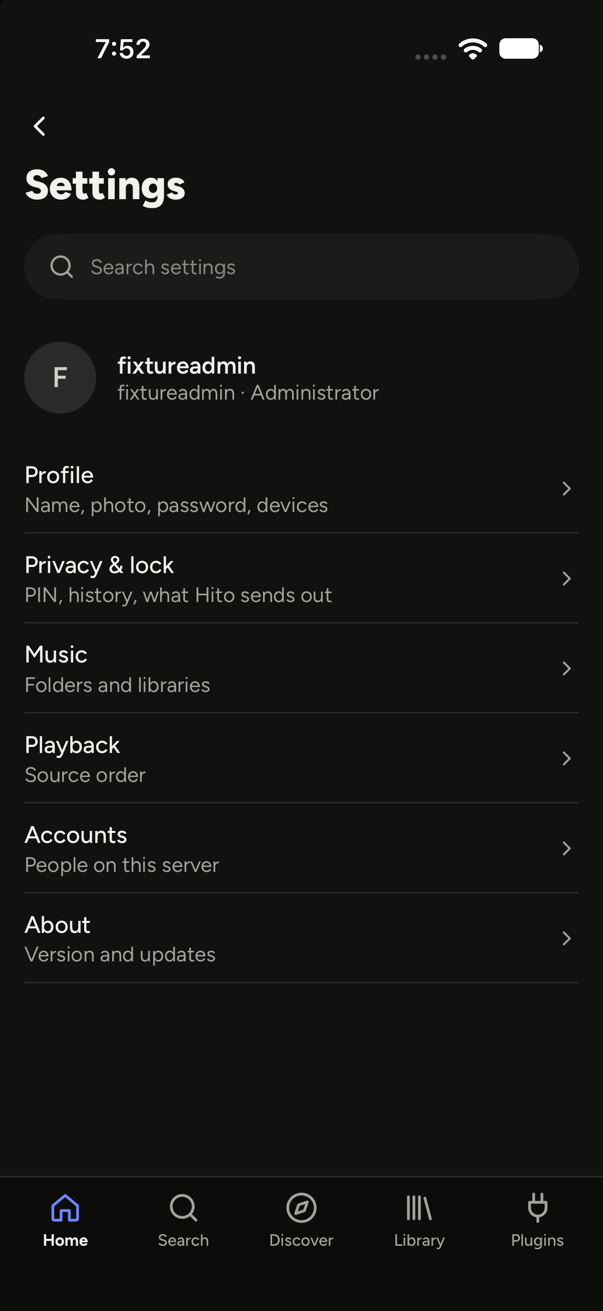 7:52
Settings
Search settings
F
fixtureadmin
fixtureadmin · Administrator
Profile
Name, photo, password, devices
Privacy & lock
PIN, history, what Hito sends out
Music
Folders and libraries
Playback
Source order
Accounts
People on this server
About
Version and updates
Home
Search
Discover
Library
Plugins